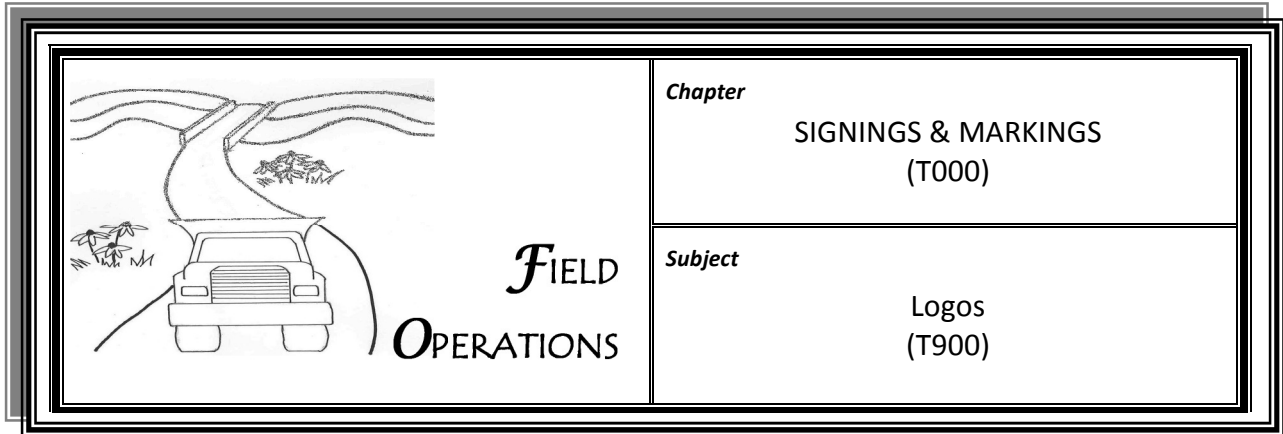 Chapter
SIGNINGS & MARKINGS
(T000)
FIELD
OPERATIONS
Subject
Logos
(T900)